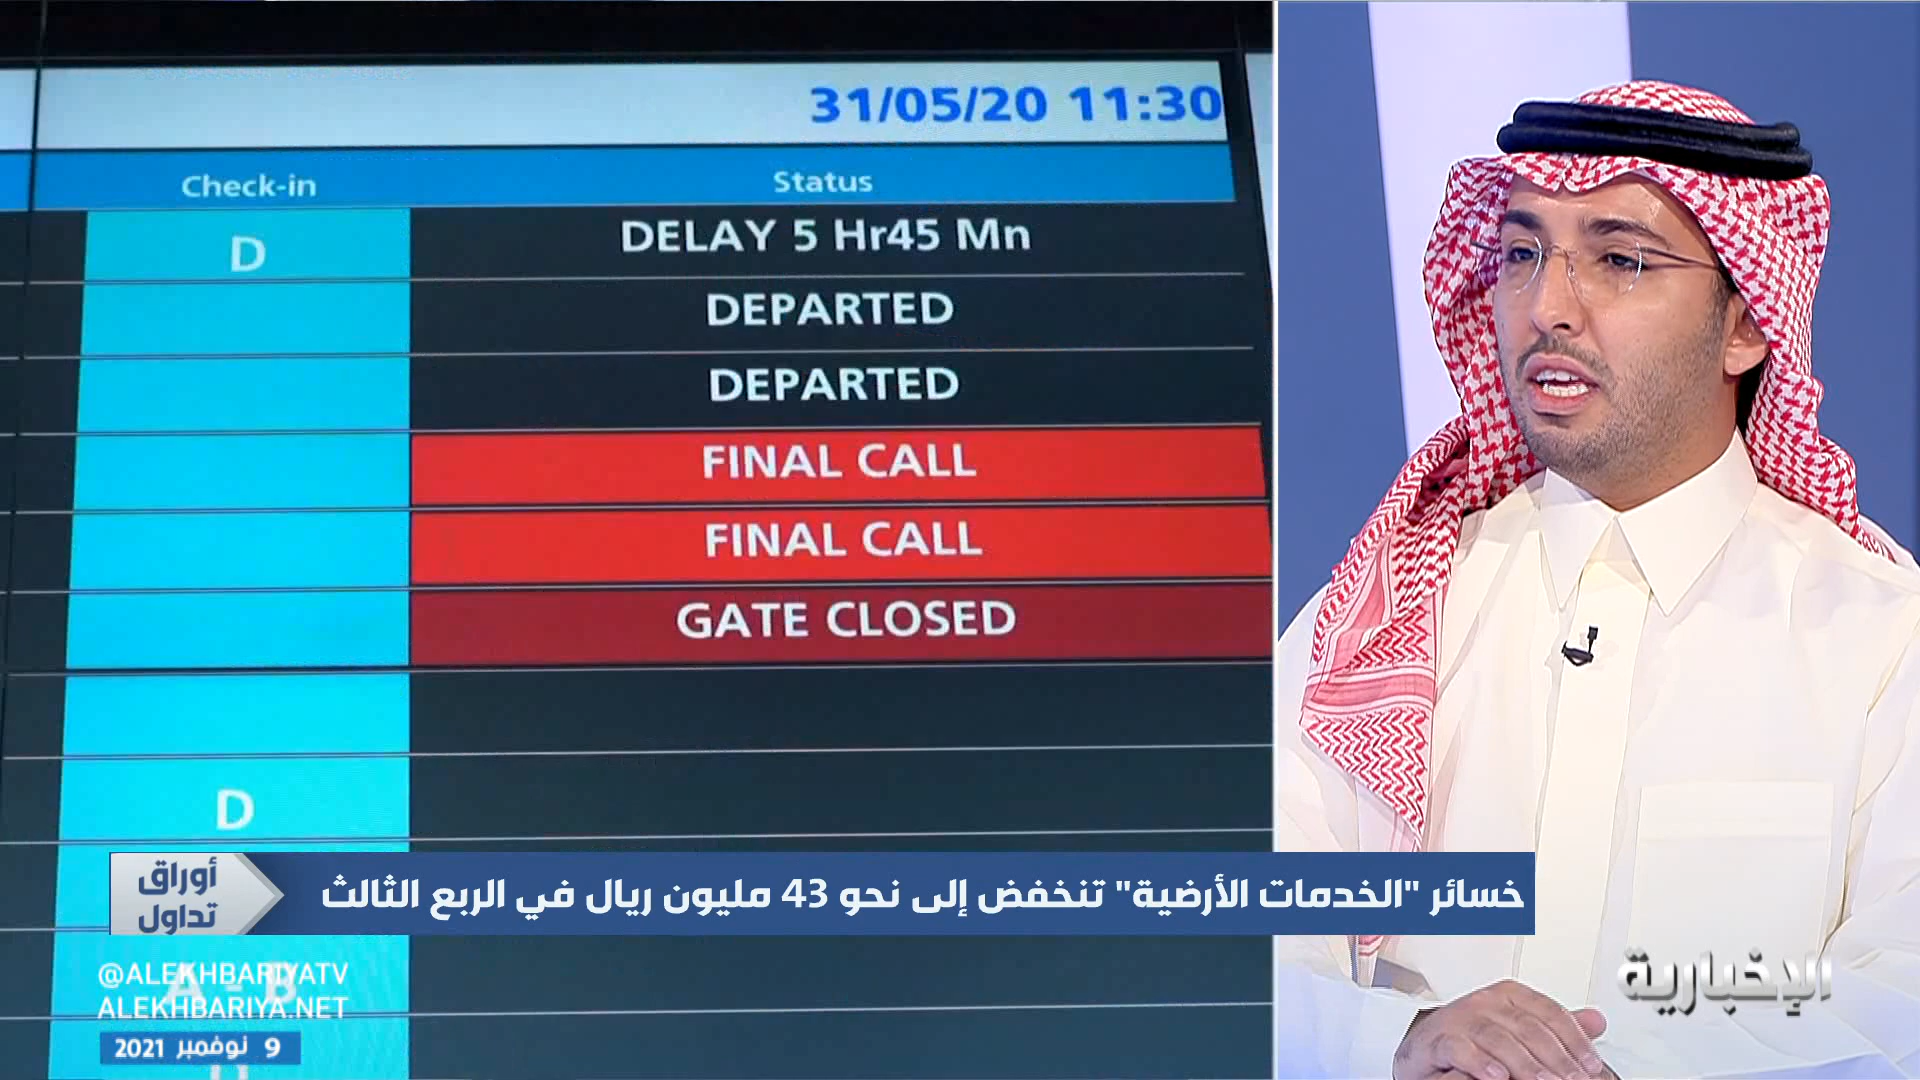 31/05/20 11:30
Check-in Status
D DELAY 5 Hr45 Mn
DEPARTED
DEPARTED
FINAL CALL
FINAL CALL
GATE CLOSED
D
أوراق
تداول
خسائر "الخدمات الأرضية" تنخفض إلى نحو 43 مليون ريال في الربع الثالث
A - B
@ALEKHBARIYATV
ALEKHBARIYA.NET
9 نوفمبر 2021
الإخبارية